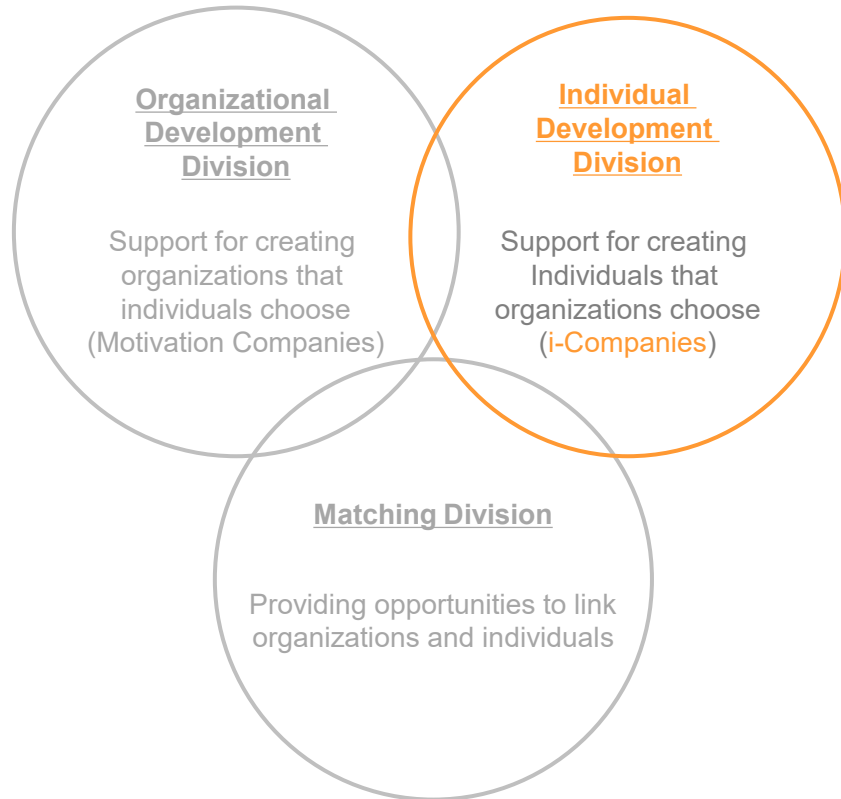 Organizational
Development
Division
Support for creating
organizations that
individuals choose
(Motivation Companies)
Individual
Development
Division
Support for creating
Individuals that
organizations choose
(i-Companies)
Matching Division
Providing opportunities to link
organizations and individuals